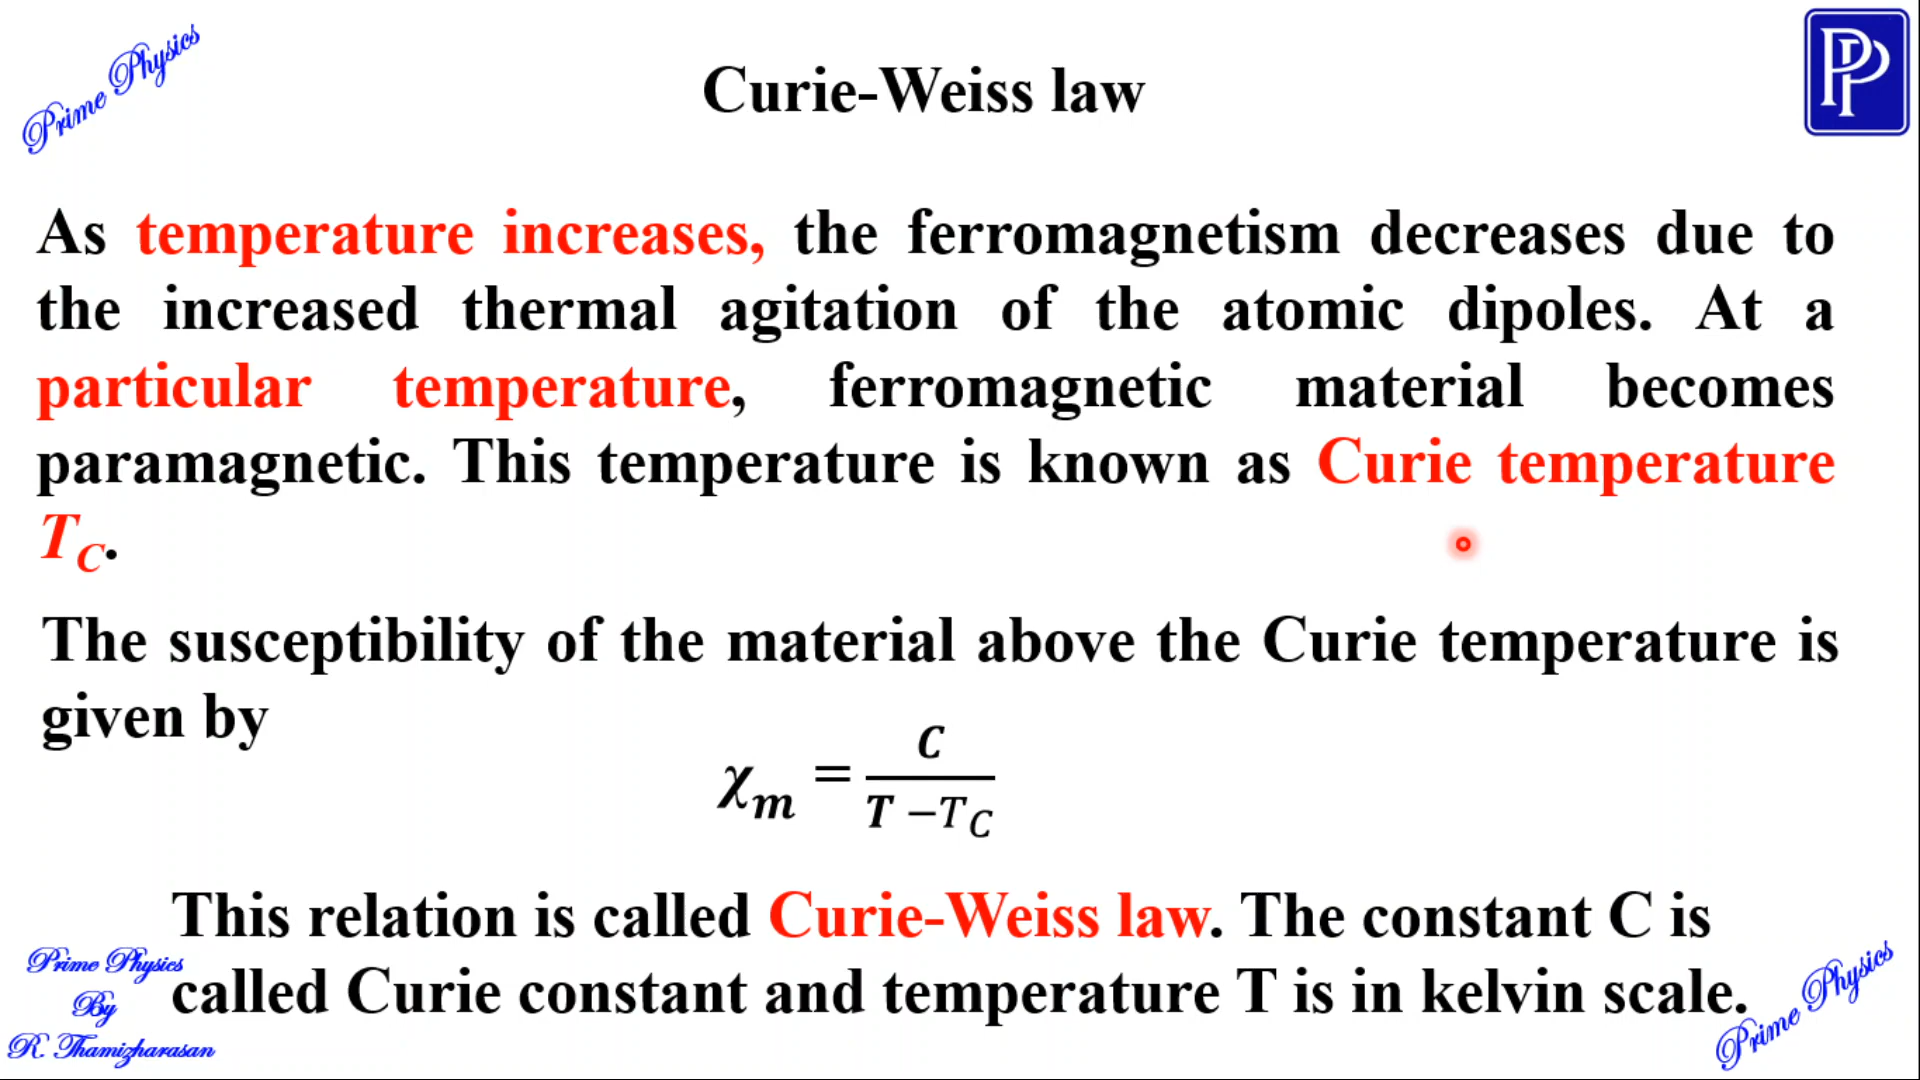 Prime Physics
PP
Curie-Weiss law
As temperature increases, the ferromagnetism decreases due to
the increased thermal agitation of the atomic dipoles. At a
particular temperature, ferromagnetic material becomes
paramagnetic. This temperature is known as Curie temperature
T_C.
The susceptibility of the material above the Curie temperature is
given by
χ_m = C / (T − T_C)
This relation is called Curie-Weiss law. The constant C is
called Curie constant and temperature T is in kelvin scale.
Prime Physics
By
R. Thamizharasan
Prime Physics